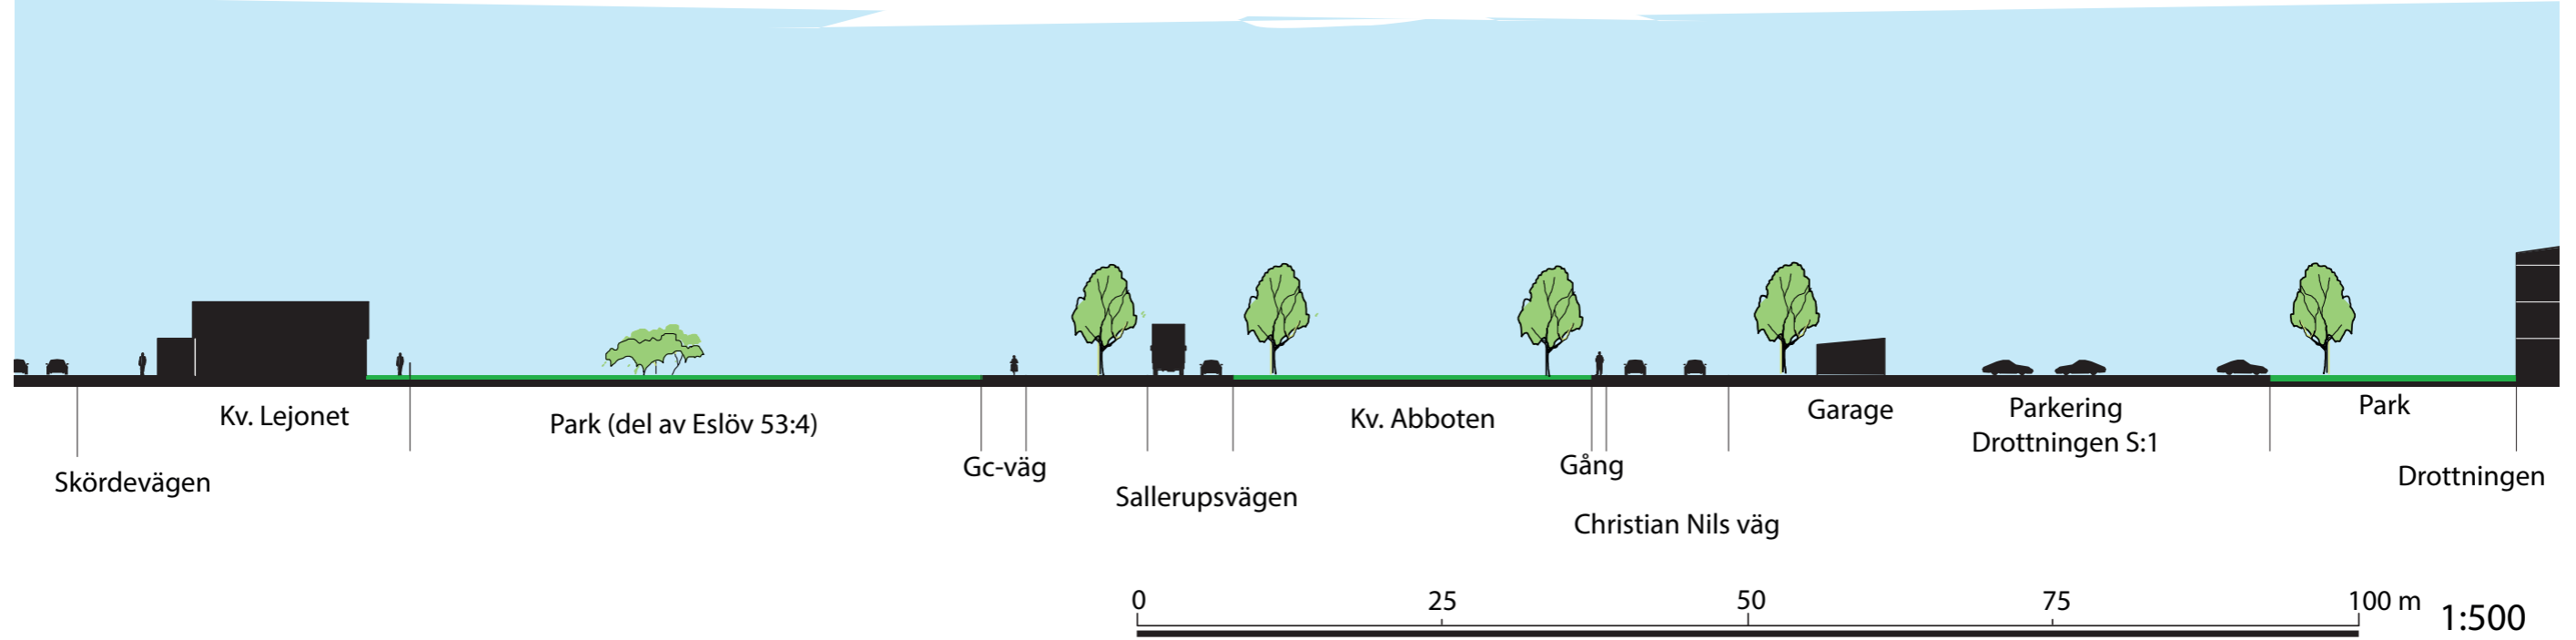 Kv. Lejonet
Park (del av Eslöv 53:4)
Kv. Abboten
Garage
Parkering
Drottningen S:1
Park
Skördevägen
Gc-väg
Sallerupsvägen
Gång
Christian Nils väg
Drottningen
0 25 50 75 100 m
1:500